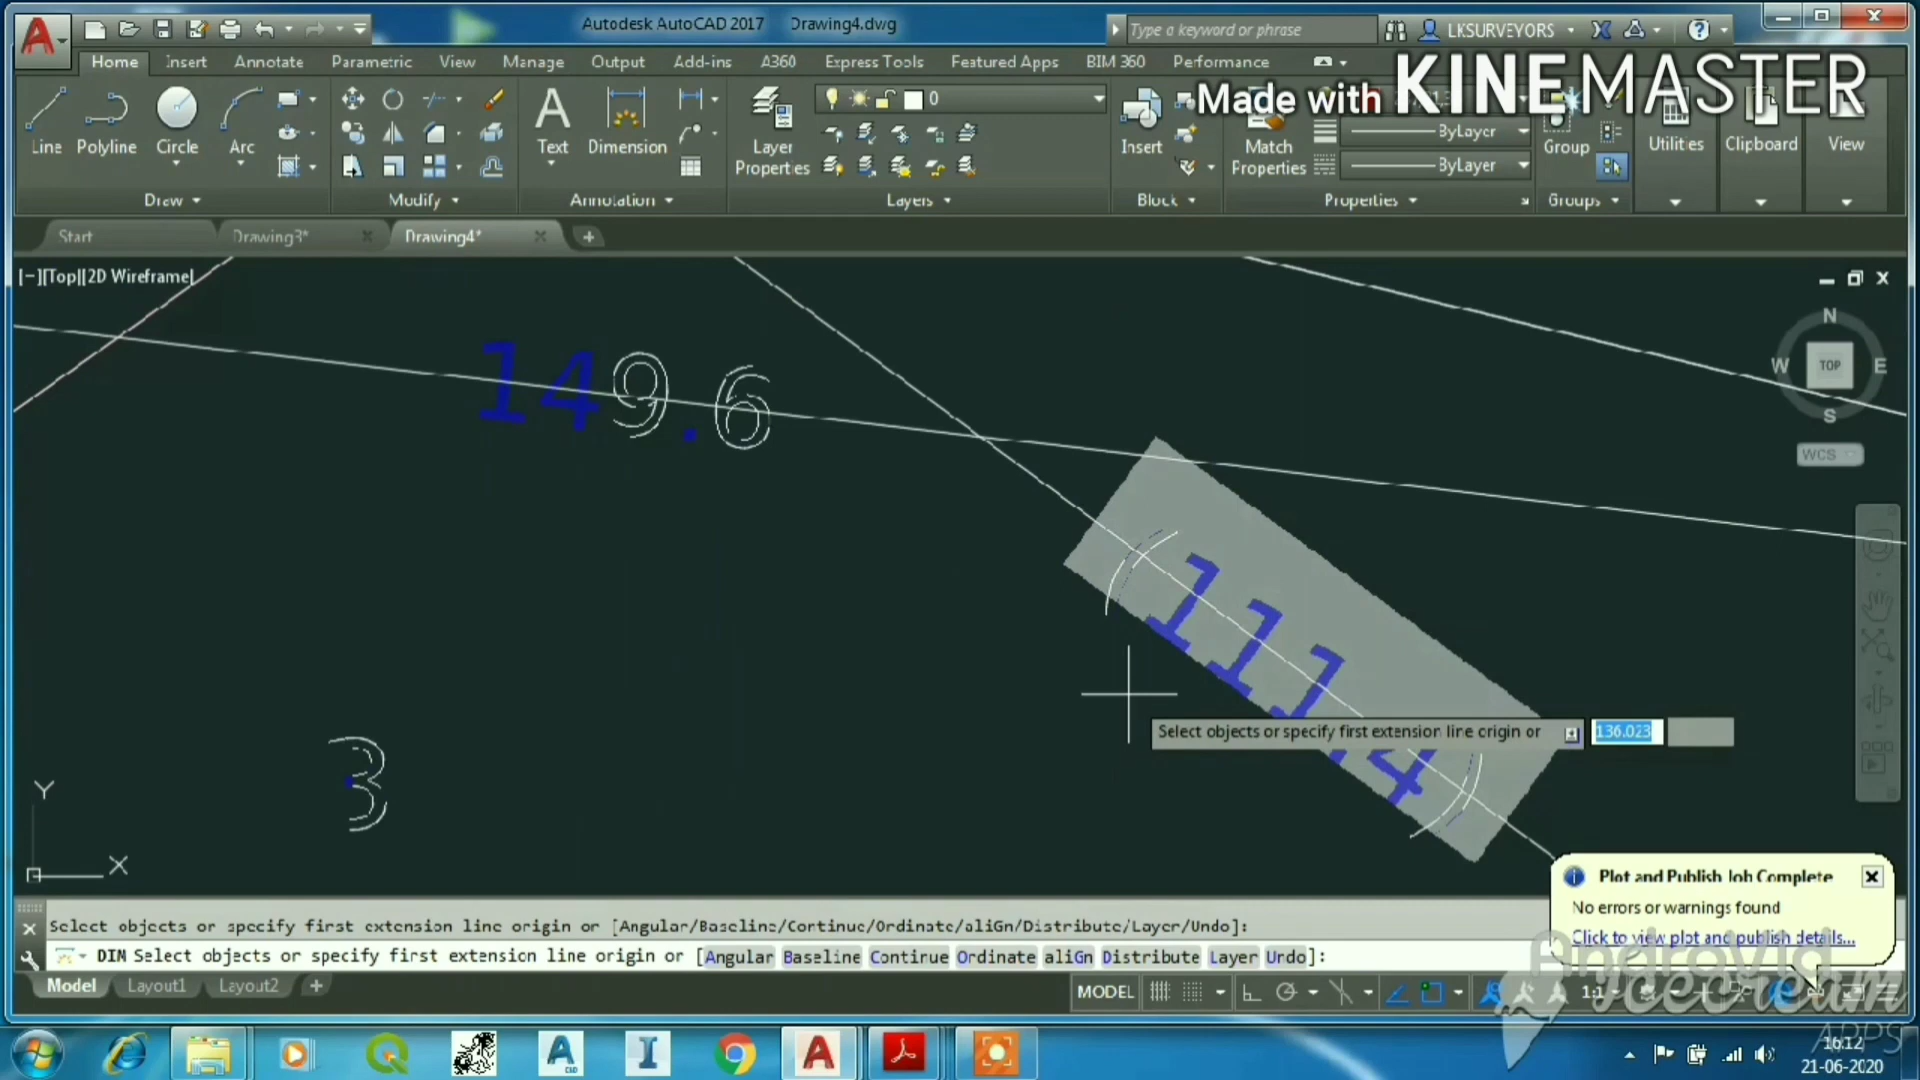 Autodesk AutoCAD 2017 Drawing4.dwg
Type a keyword or phrase
LKSURVEYORS
Home Insert Annotate Parametric View Manage Output Add-ins A360 Express Tools Featured Apps BIM 360 Performance
Made with KINEMASTER
0
ByLayer
Line Polyline Circle Arc
Text Dimension
Layer Properties
Insert
Match Properties
ByLayer
Group
Utilities
Clipboard
View
Draw Modify Annotation Layers Block Properties Groups
Start Drawing3* Drawing4*
[−][Top][2D Wireframe]
N
W TOP E
S
WCS
149.6
3
Select objects or specify first extension line origin or 136.023
Y
X
Plot and Publish Job Complete
No errors or warnings found
Click to view plot and publish details...
Select objects or specify first extension line origin or [Angular/Baseline/Continue/Ordinate/aliGn/Distribute/Layer/Undo]:
DIM Select objects or specify first extension line origin or [Angular Baseline Continue Ordinate aliGn Distribute Layer Undo]:
Model Layout1 Layout2
MODEL
1:1
AndroVid
Icecream
APPS
16:12
21-06-2020